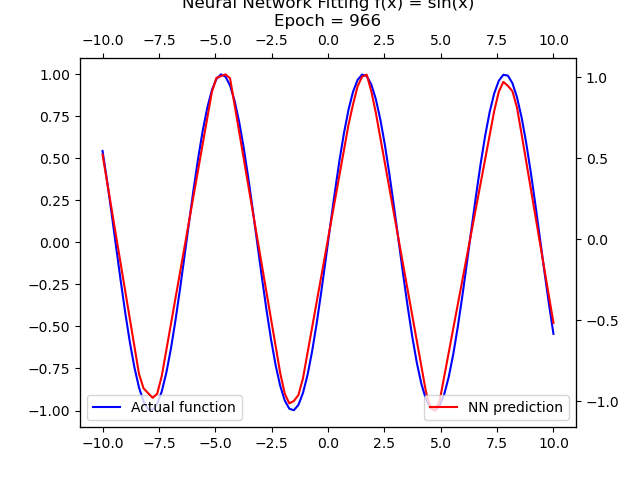 Neural Network Fitting f(x) = sin(x)
Epoch = 966
−10.0 −7.5 −5.0 −2.5 0.0 2.5 5.0 7.5 10.0
1.00
0.75
0.50
0.25
0.00
−0.25
−0.50
−0.75
−1.00
1.0
0.5
0.0
−0.5
−1.0
Actual function
NN prediction
−10.0 −7.5 −5.0 −2.5 0.0 2.5 5.0 7.5 10.0